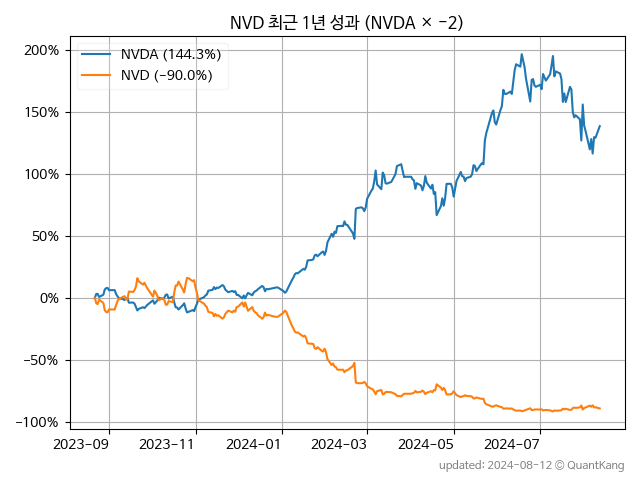 NVD 최근 1년 성과 (NVDA × −2)
NVDA (144.3%)
NVD (−90.0%)
200%
150%
100%
50%
0%
−50%
−100%
2023-09 2023-11 2024-01 2024-03 2024-05 2024-07
updated: 2024-08-12 © QuantKang